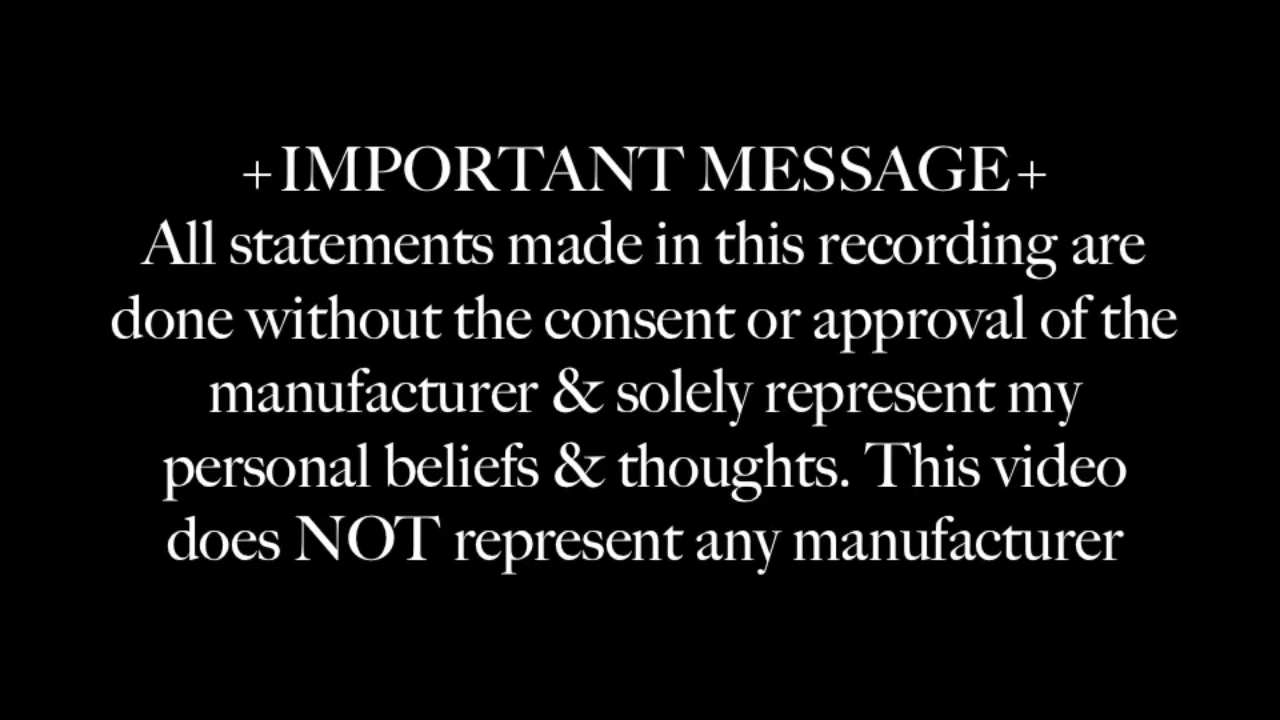 +IMPORTANT MESSAGE+
All statements made in this recording are
done without the consent or approval of the
manufacturer & solely represent my
personal beliefs & thoughts. This video
does NOT represent any manufacturer